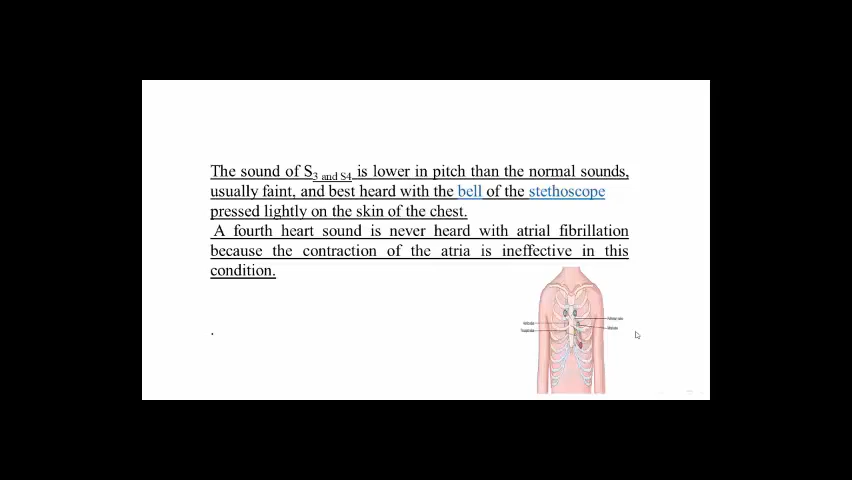 The sound of S3 and S4 is lower in pitch than the normal sounds,
usually faint, and best heard with the bell of the stethoscope
pressed lightly on the skin of the chest.
A fourth heart sound is never heard with atrial fibrillation
because the contraction of the atria is ineffective in this
condition.
.